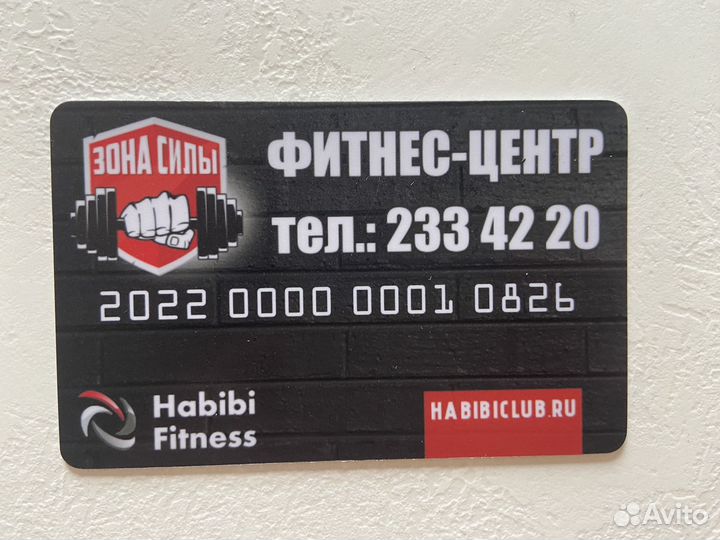 ЗОНА СИЛЫ
ФИТНЕС-ЦЕНТР
тел.: 233 42 20
2022 0000 0001 0826
Habibi
Fitness
HABIBICLUB.RU
Avito